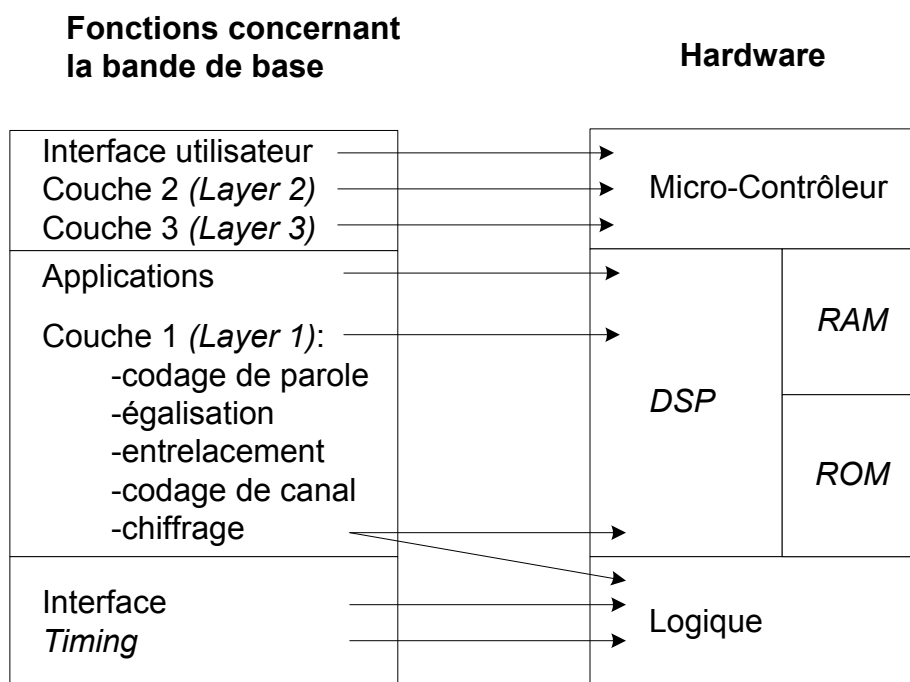 Fonctions concernant
la bande de base
Hardware
Interface utilisateur
Couche 2 (Layer 2)
Couche 3 (Layer 3)
Micro-Contrôleur
Applications
Couche 1 (Layer 1):
-codage de parole
-égalisation
-entrelacement
-codage de canal
-chiffrage
DSP
RAM
ROM
Interface
Timing
Logique